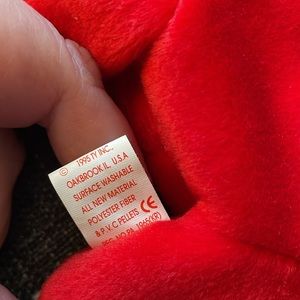 © 1995 TY INC.,
OAKBROOK IL, U.S.A
SURFACE WASHABLE
ALL NEW MATERIAL
POLYESTER FIBER
& P.V.C PELLETS CE
REG. NO PA. 1965(KR)